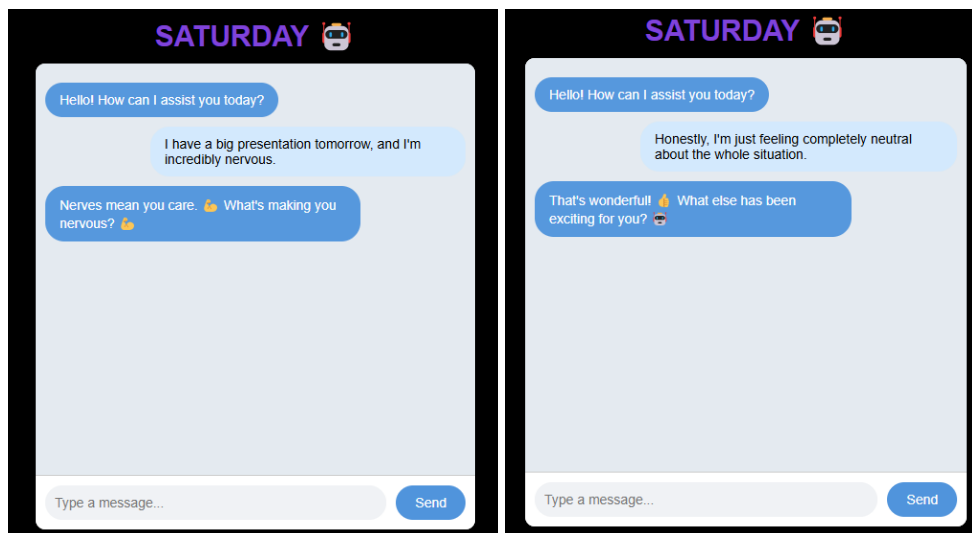 SATURDAY 🤖
Hello! How can I assist you today?
I have a big presentation tomorrow, and I'm
incredibly nervous.
Nerves mean you care. 💪 What's making you
nervous? 💪
Type a message...
Send
SATURDAY 🤖
Hello! How can I assist you today?
Honestly, I'm just feeling completely neutral
about the whole situation.
That's wonderful! 👍 What else has been
exciting for you? 🤖
Type a message...
Send